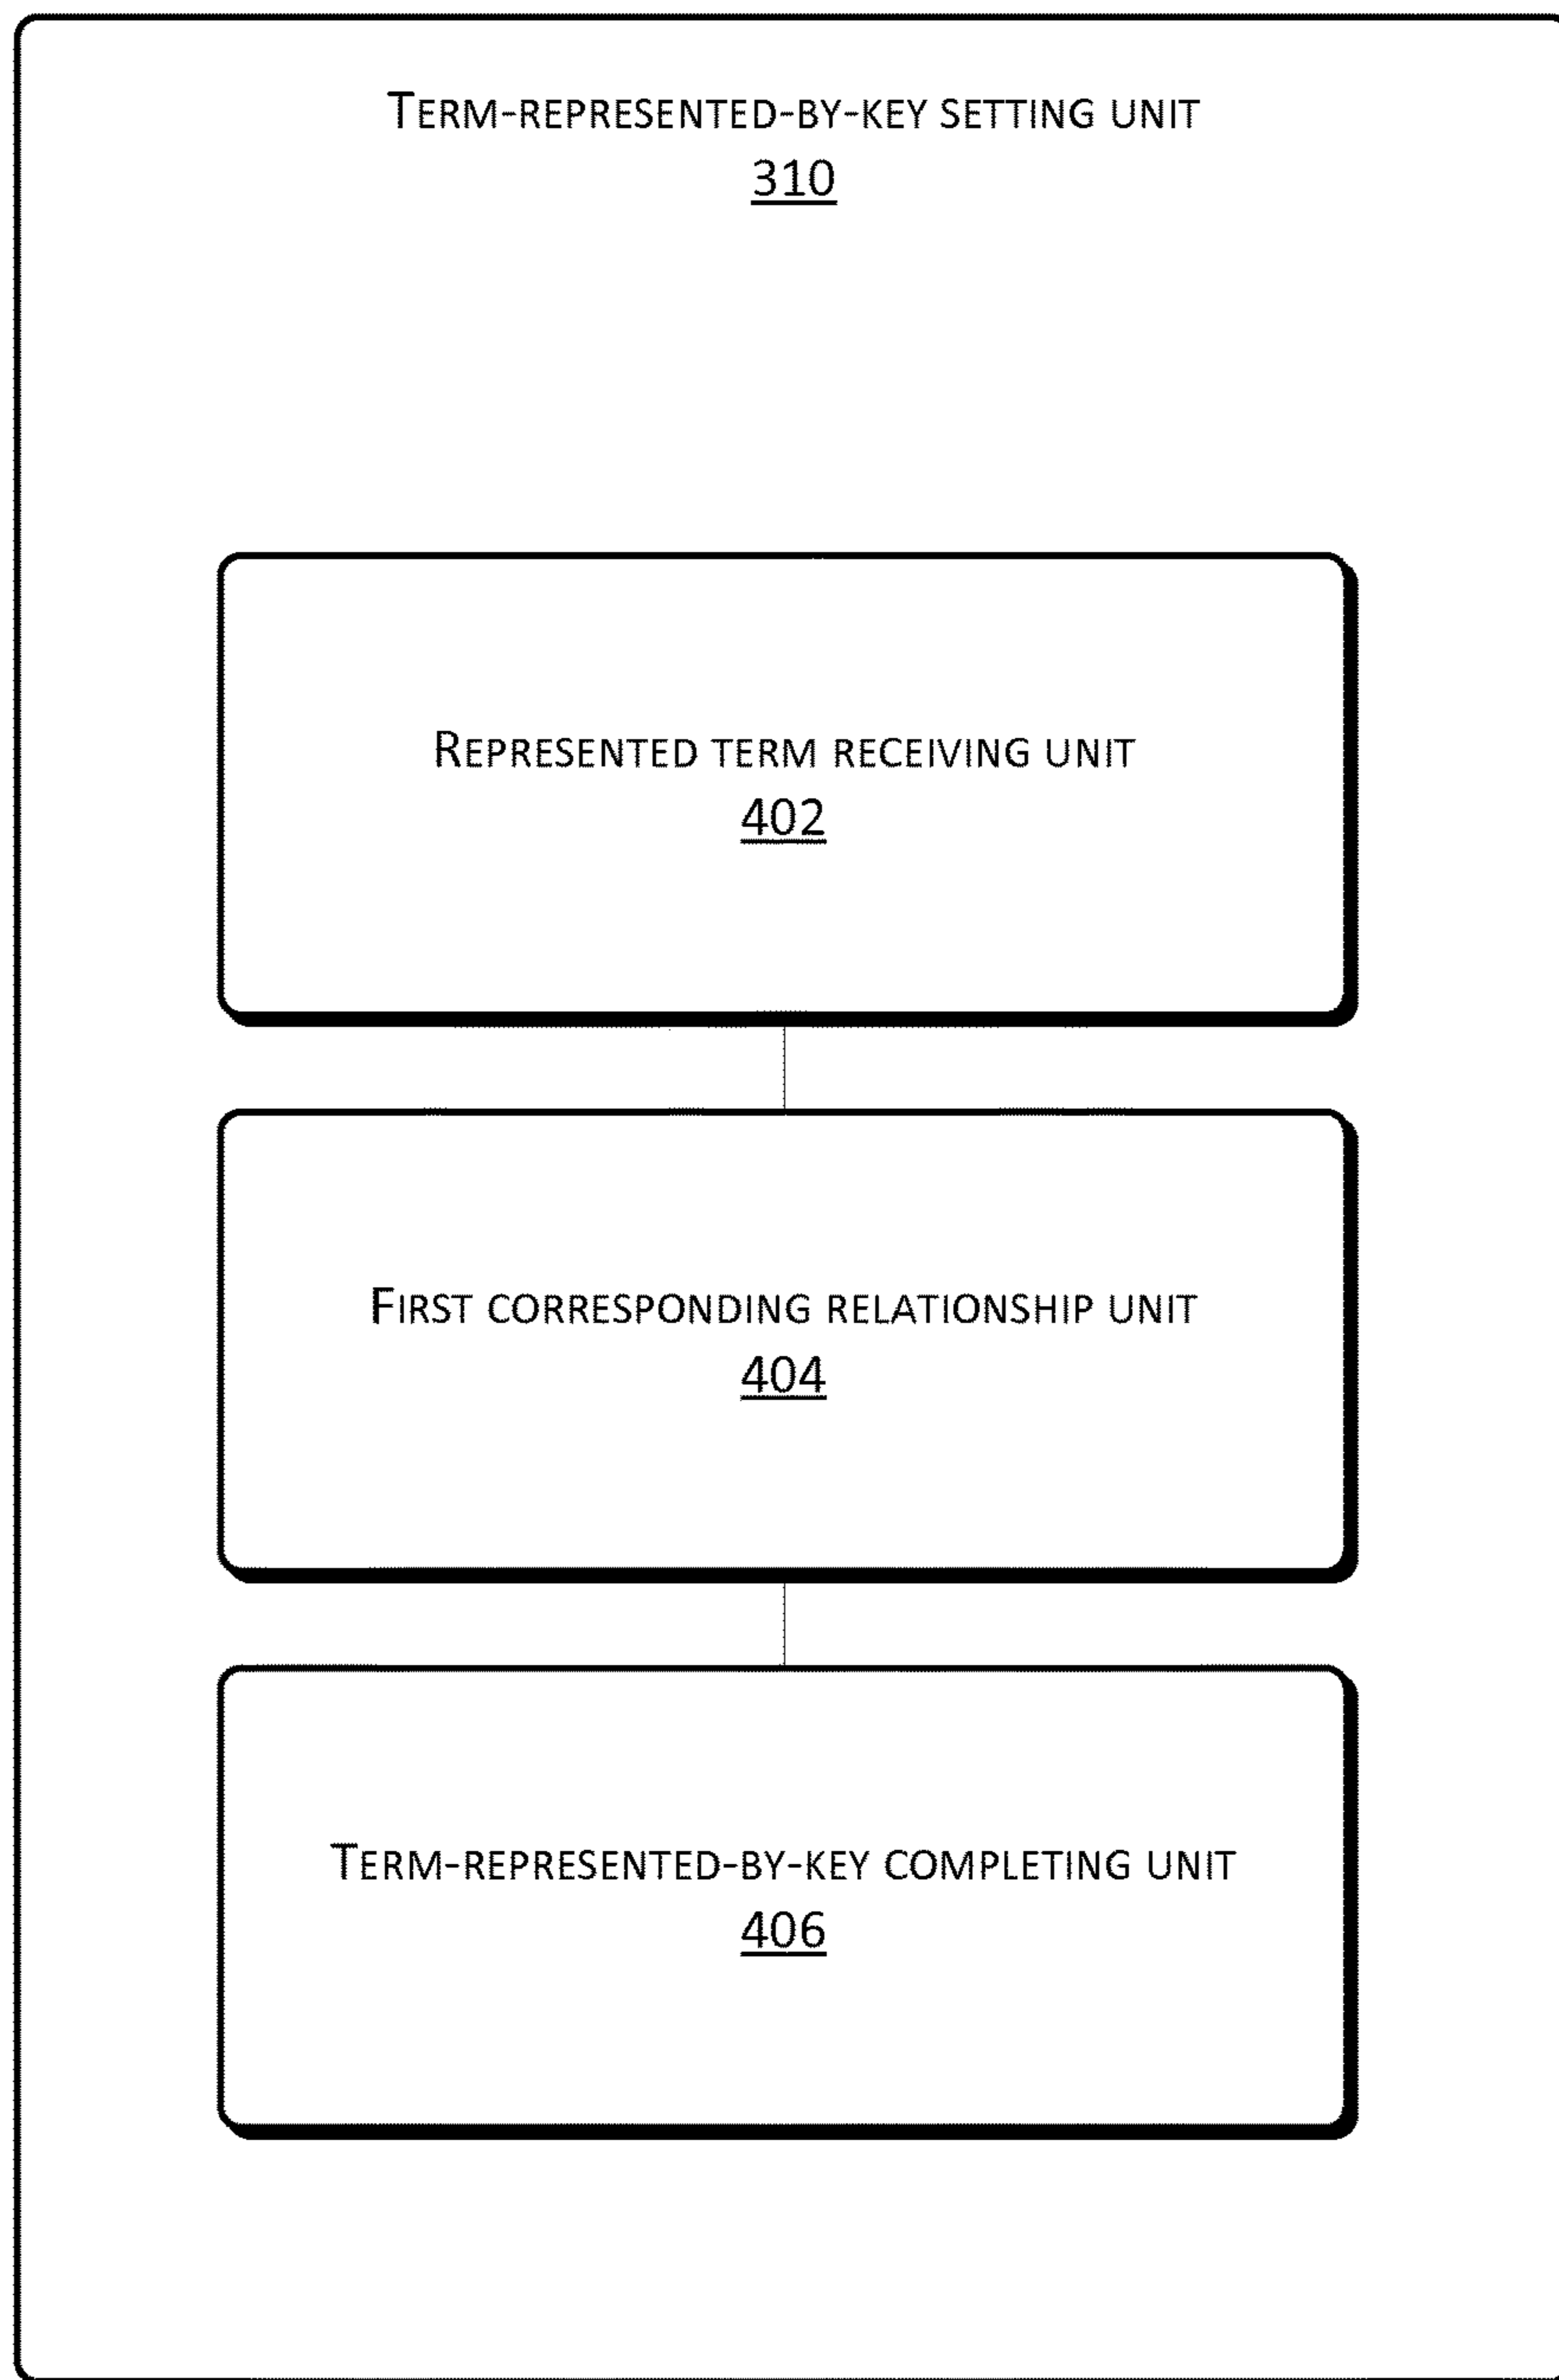 TERM-REPRESENTED-BY-KEY SETTING UNIT
310
REPRESENTED TERM RECEIVING UNIT
402
FIRST CORRESPONDING RELATIONSHIP UNIT
404
TERM-REPRESENTED-BY-KEY COMPLETING UNIT
406